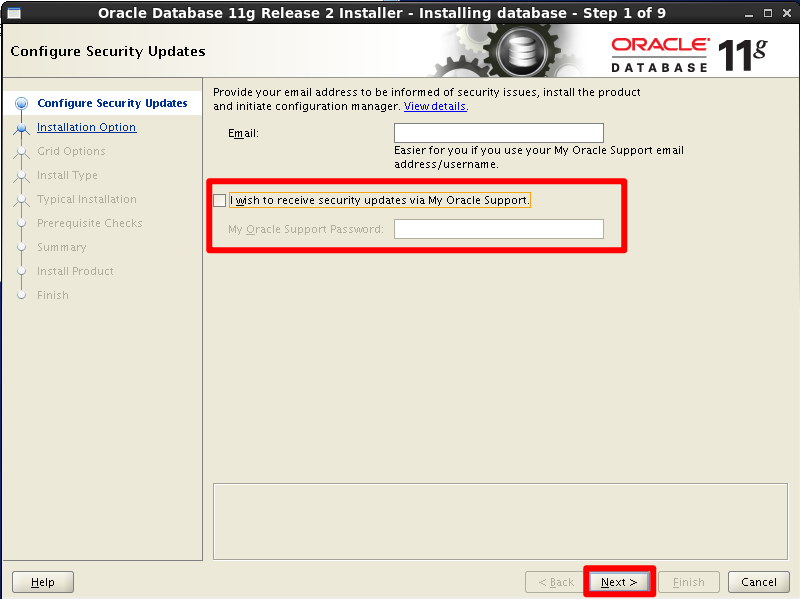 Oracle Database 11g Release 2 Installer - Installing database - Step 1 of 9
Configure Security Updates
ORACLE
DATABASE
11g
Configure Security Updates
Installation Option
Grid Options
Install Type
Typical Installation
Prerequisite Checks
Summary
Install Product
Finish
Provide your email address to be informed of security issues, install the product
and initiate configuration manager. View details.
Email:
Easier for you if you use your My Oracle Support email
address/username.
I wish to receive security updates via My Oracle Support.
My Oracle Support Password:
Help
< Back
Next >
Finish
Cancel